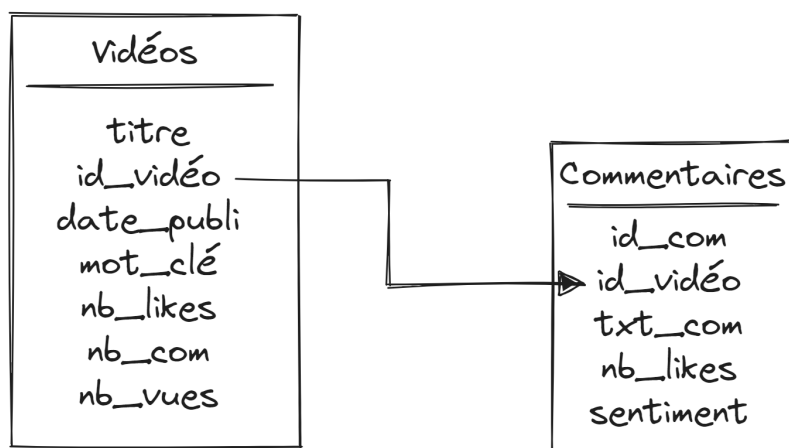 Vidéos
titre
id_vidéo
date_publi
mot_clé
nb_likes
nb_com
nb_vues
Commentaires
id_com
id_vidéo
txt_com
nb_likes
sentiment